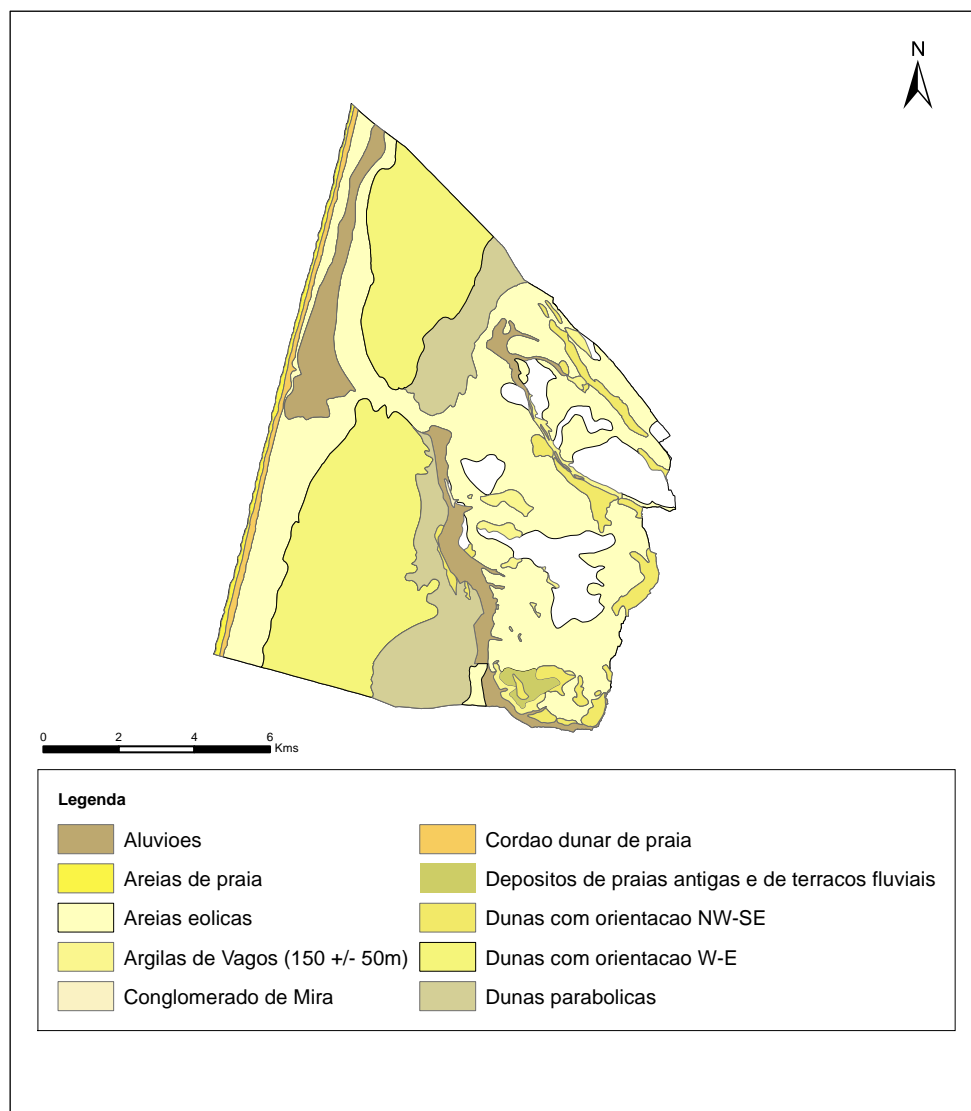 N
0 2 4 6
Kms
Legenda
Aluvioes
Areias de praia
Areias eolicas
Argilas de Vagos (150 +/- 50m)
Conglomerado de Mira
Cordao dunar de praia
Depositos de praias antigas e de terracos fluviais
Dunas com orientacao NW-SE
Dunas com orientacao W-E
Dunas parabolicas